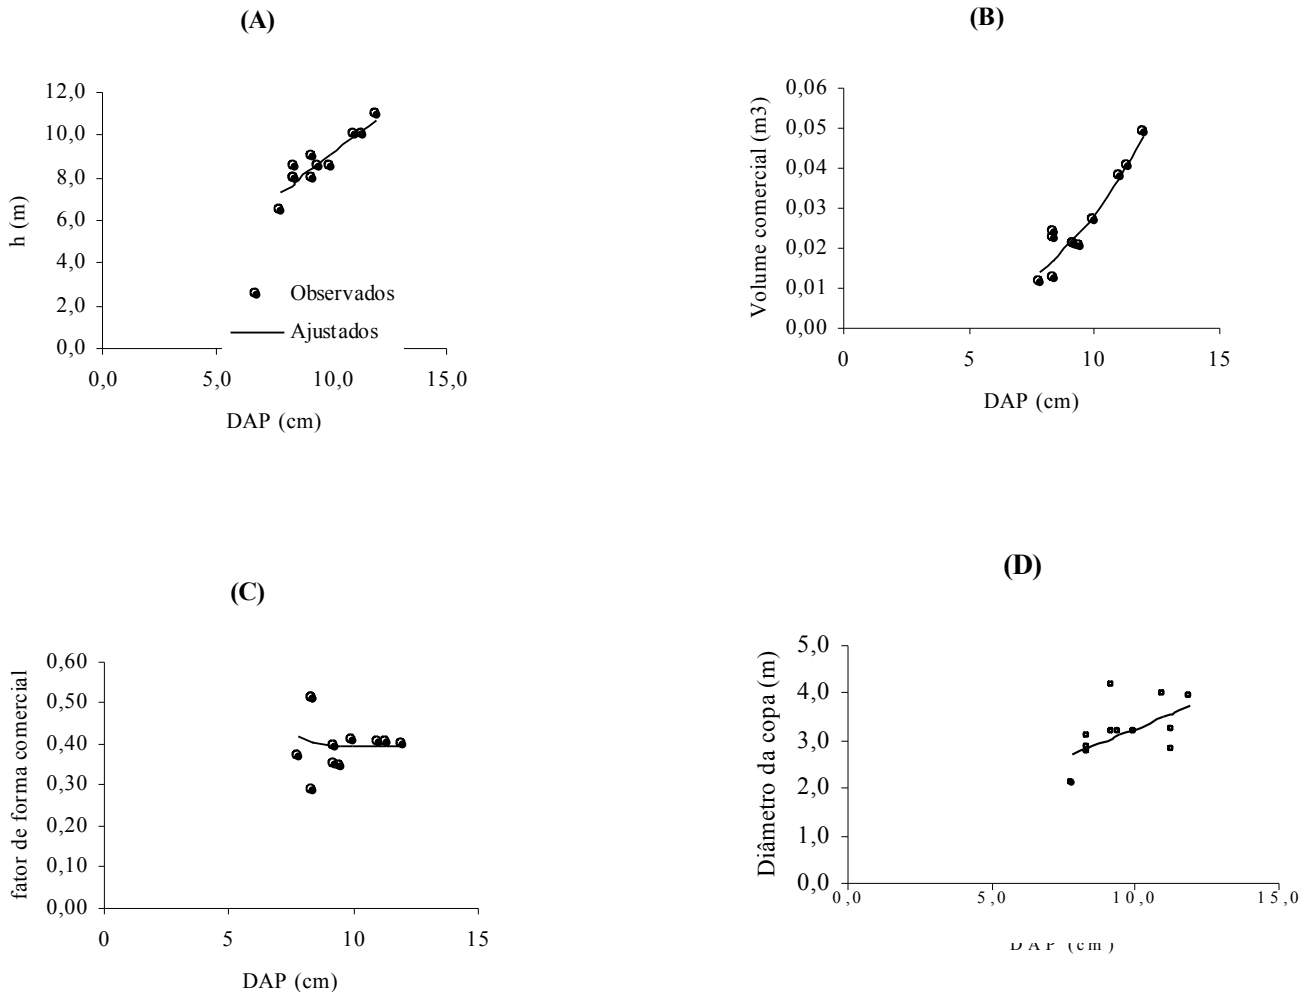 (A)
12,0
10,0
8,0
6,0
4,0
2,0
0,0
h (m)
Observados
Ajustados
0,0 5,0 10,0 15,0
DAP (cm)
(B)
0,06
0,05
0,04
0,03
0,02
0,01
0,00
Volume comercial (m3)
0 5 10 15
DAP (cm)
(C)
0,60
0,50
0,40
0,30
0,20
0,10
0,00
fator de forma comercial
0 5 10 15
DAP (cm)
(D)
5,0
4,0
3,0
2,0
1,0
0,0
Diâmetro da copa (m)
0,0 5,0 10,0 15,0
DAP (cm)